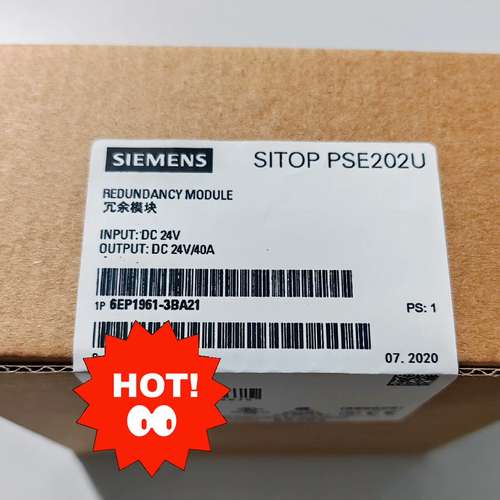 SIEMENS
SITOP PSE202U
REDUNDANCY MODULE
冗余模块
INPUT: DC 24V
OUTPUT: DC 24V/40A
1P 6EP1961-3BA21
PS: 1
07. 2020
HOT!